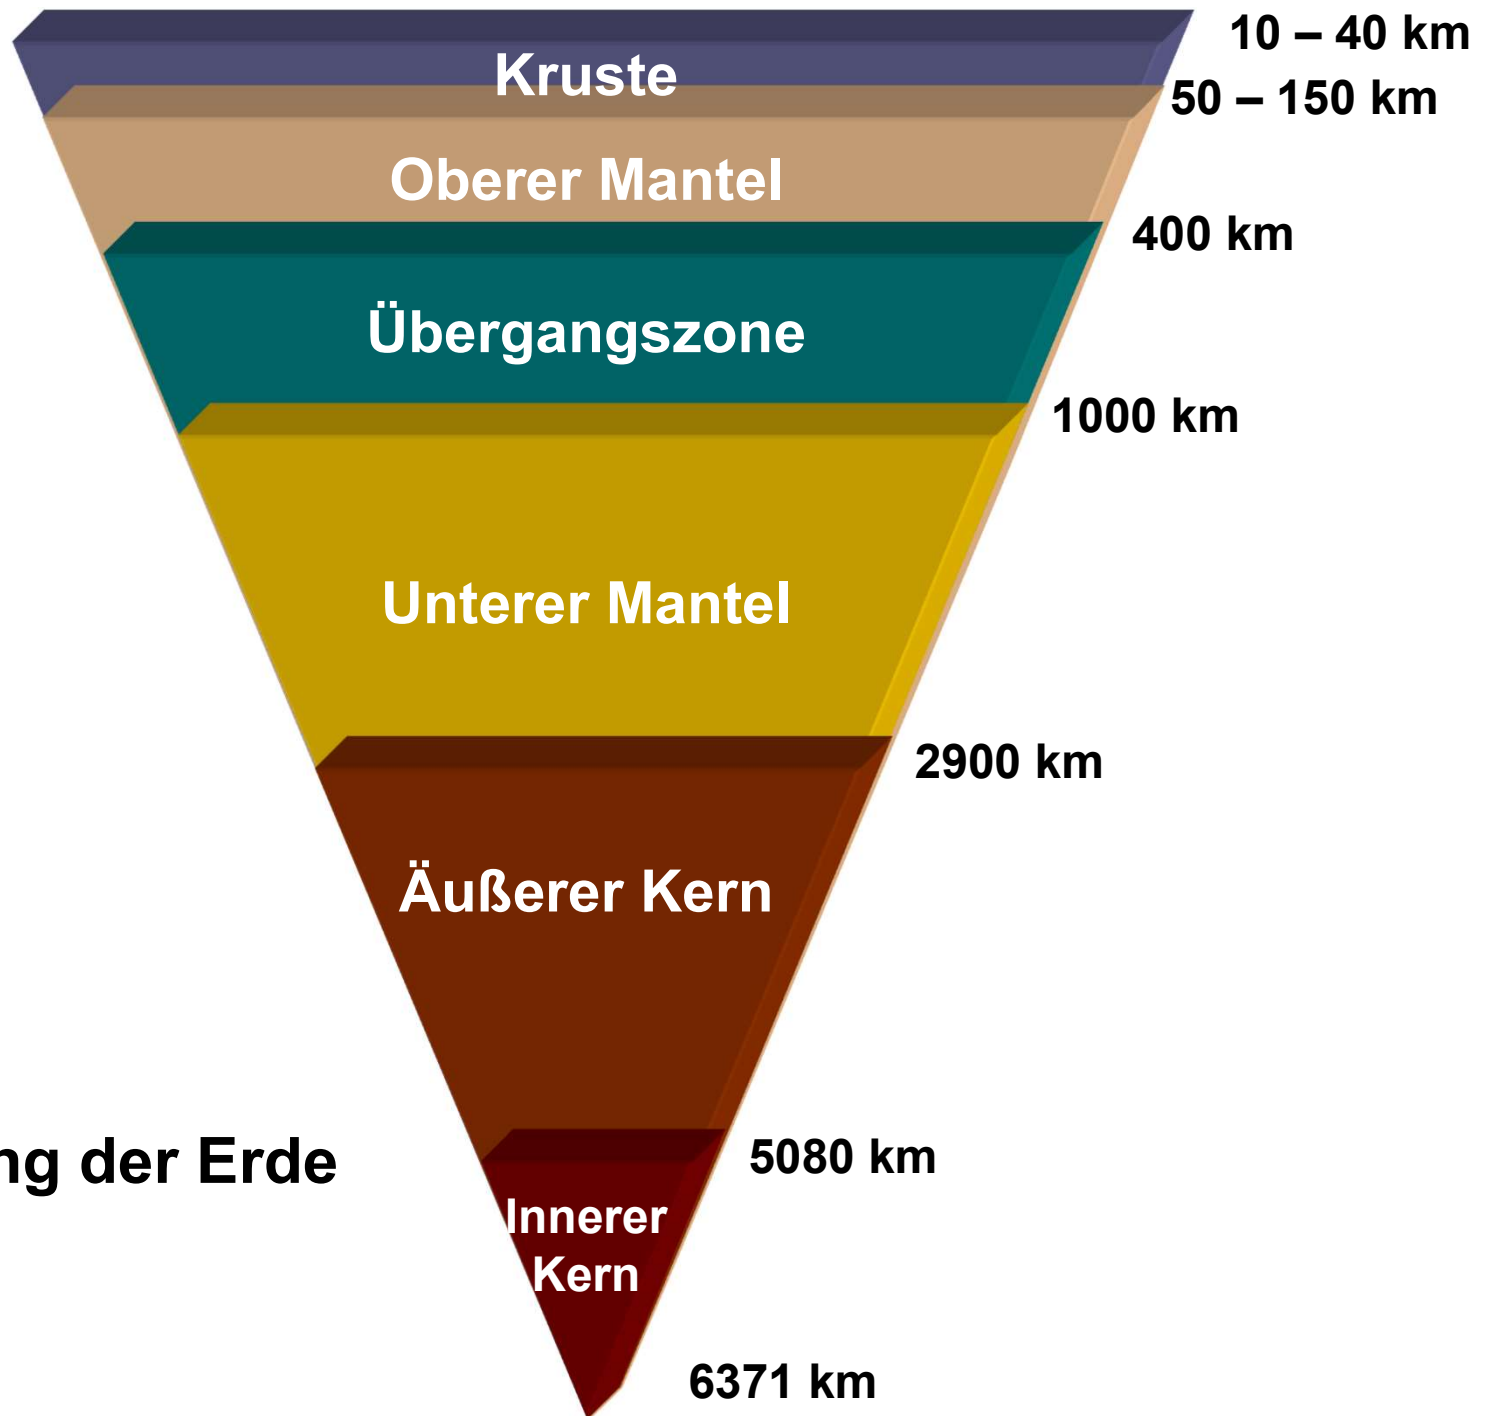 10 – 40 km
Kruste
50 – 150 km
Oberer Mantel
400 km
Übergangszone
1000 km
Unterer Mantel
2900 km
Äußerer Kern
5080 km
ng der Erde
Innerer
Kern
6371 km